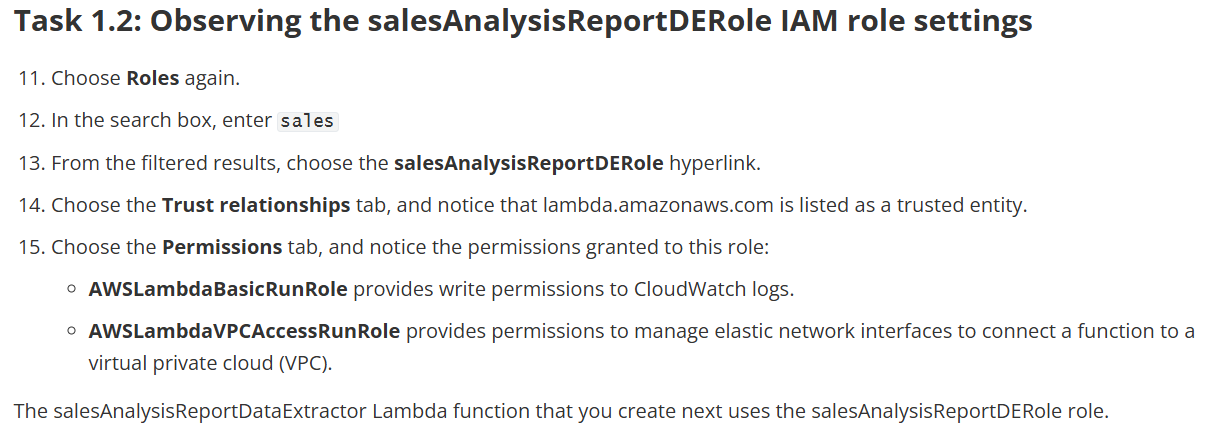 Task 1.2: Observing the salesAnalysisReportDERole IAM role settings
11. Choose Roles again.
12. In the search box, enter sales
13. From the filtered results, choose the salesAnalysisReportDERole hyperlink.
14. Choose the Trust relationships tab, and notice that lambda.amazonaws.com is listed as a trusted entity.
15. Choose the Permissions tab, and notice the permissions granted to this role:
○ AWSLambdaBasicRunRole provides write permissions to CloudWatch logs.
○ AWSLambdaVPCAccessRunRole provides permissions to manage elastic network interfaces to connect a function to a
virtual private cloud (VPC).
The salesAnalysisReportDataExtractor Lambda function that you create next uses the salesAnalysisReportDERole role.